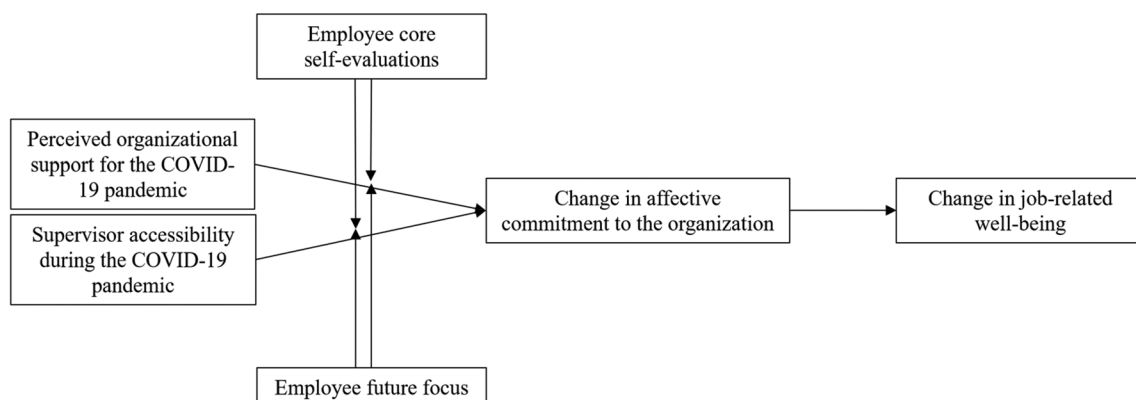 Employee core
self-evaluations
Perceived organizational
support for the COVID-
19 pandemic
Supervisor accessibility
during the COVID-19
pandemic
Change in affective
commitment to the organization
Change in job-related
well-being
Employee future focus